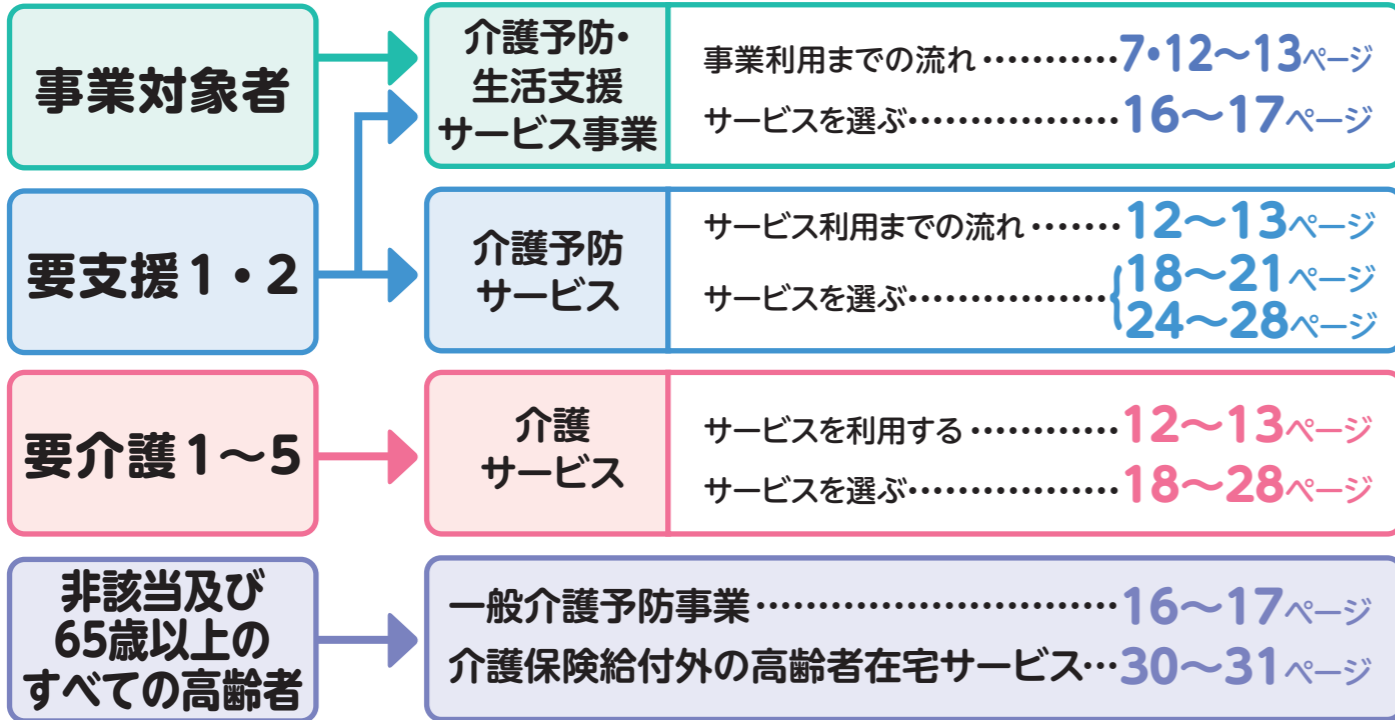 事業対象者
介護予防・
生活支援
サービス事業
事業利用までの流れ…………7・12〜13ページ
サービスを選ぶ………………16〜17ページ
要支援1・2
介護予防
サービス
サービス利用までの流れ……12〜13ページ
サービスを選ぶ………………{18〜21ページ
24〜28ページ
要介護1〜5
介護
サービス
サービスを利用する…………12〜13ページ
サービスを選ぶ………………18〜28ページ
非該当及び
65歳以上の
すべての高齢者
一般介護予防事業……………………16〜17ページ
介護保険給付外の高齢者在宅サービス…30〜31ページ